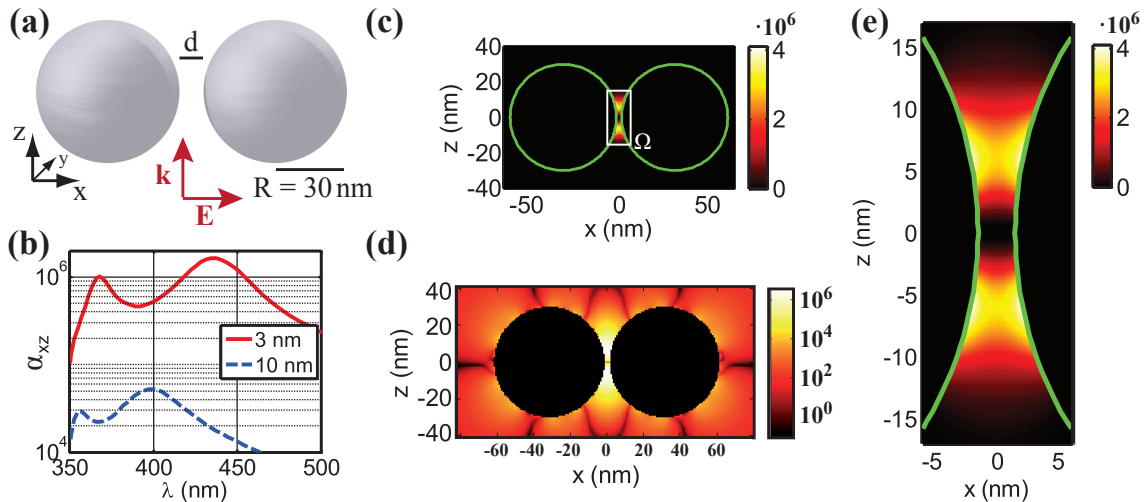 (a)
d
z
y
x
k
E
R = 30 nm
(b)
10^6
α_xz
10^4
3 nm
10 nm
350 400 450 500
λ (nm)
(c)
·10^6
40
20
0
-20
-40
z (nm)
Ω
-50 0 50
x (nm)
4
2
0
(d)
40
20
0
-20
-40
z (nm)
-60 -40 -20 0 20 40 60
x (nm)
10^6
10^4
10^2
10^0
(e)
·10^6
15
10
5
0
-5
-10
-15
z (nm)
-5 0 5
x (nm)
4
2
0